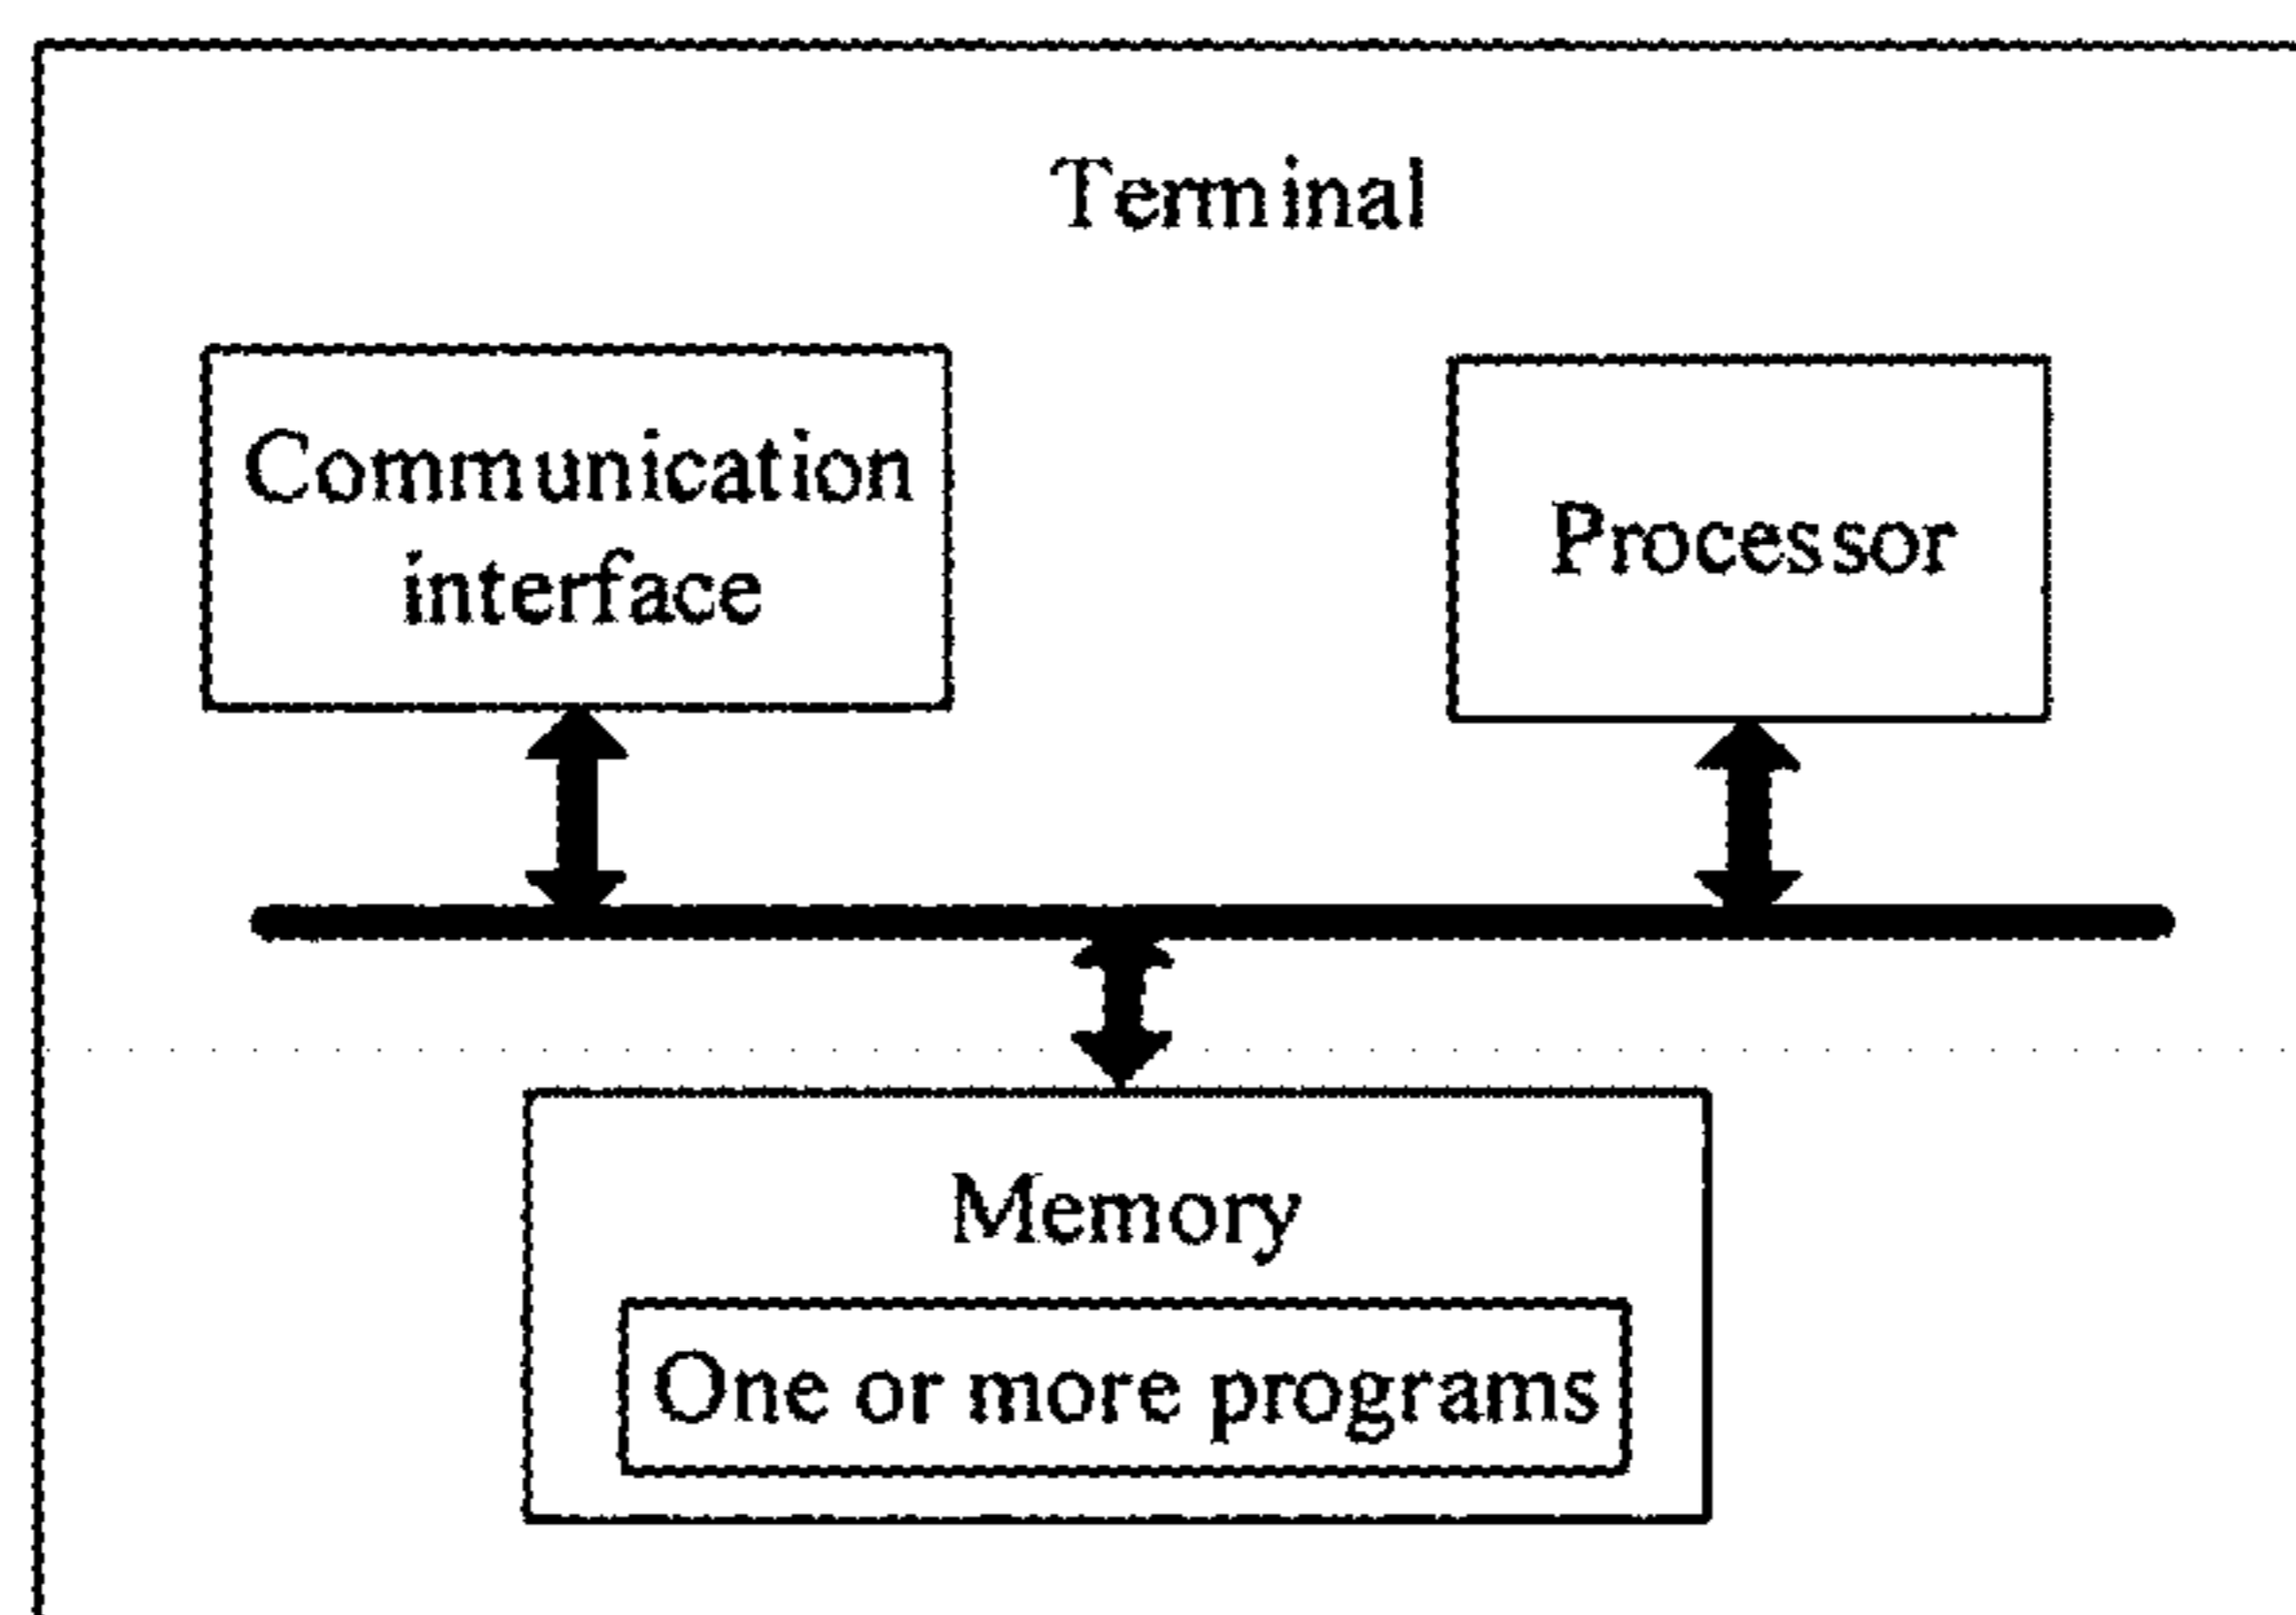 Terminal
Communication
interface
Processor
Memory
One or more programs